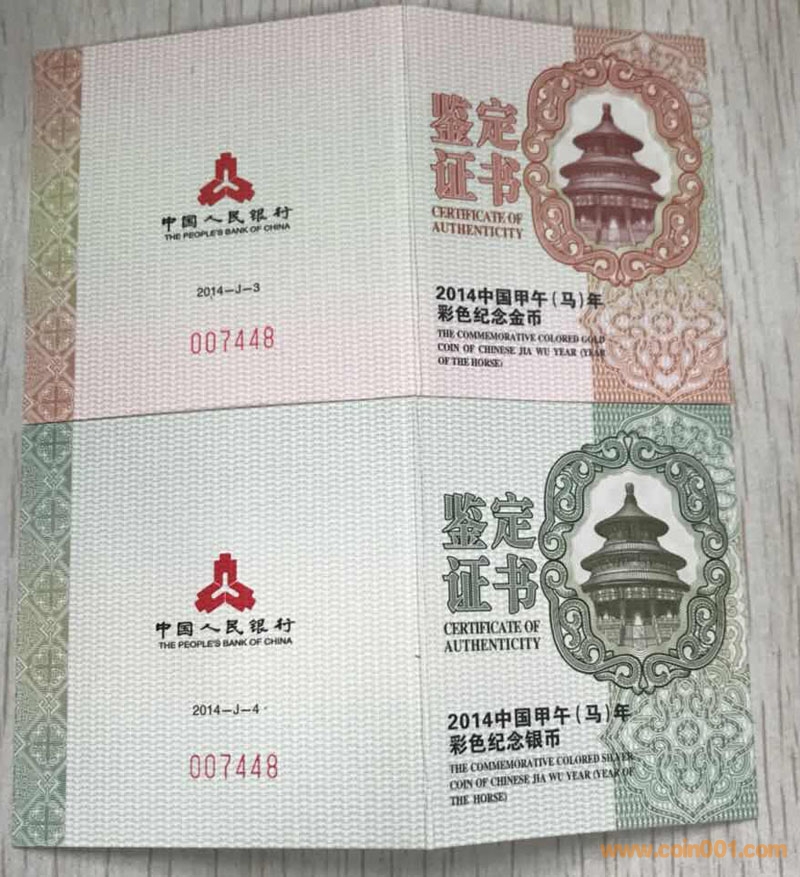 中国人民银行
THE PEOPLE'S BANK OF CHINA
2014-J-3
007448
鉴定
证书
CERTIFICATE OF
AUTHENTICITY
2014中国甲午(马)年
彩色纪念金币
THE COMMEMORATIVE COLORED GOLD
COIN OF CHINESE JIA WU YEAR (YEAR
OF THE HORSE)
中国人民银行
THE PEOPLE'S BANK OF CHINA
2014-J-4
007448
鉴定
证书
CERTIFICATE OF
AUTHENTICITY
2014中国甲午(马)年
彩色纪念银币
THE COMMEMORATIVE COLORED SILVER
COIN OF CHINESE JIA WU YEAR (YEAR OF
THE HORSE)
www.coin001.com